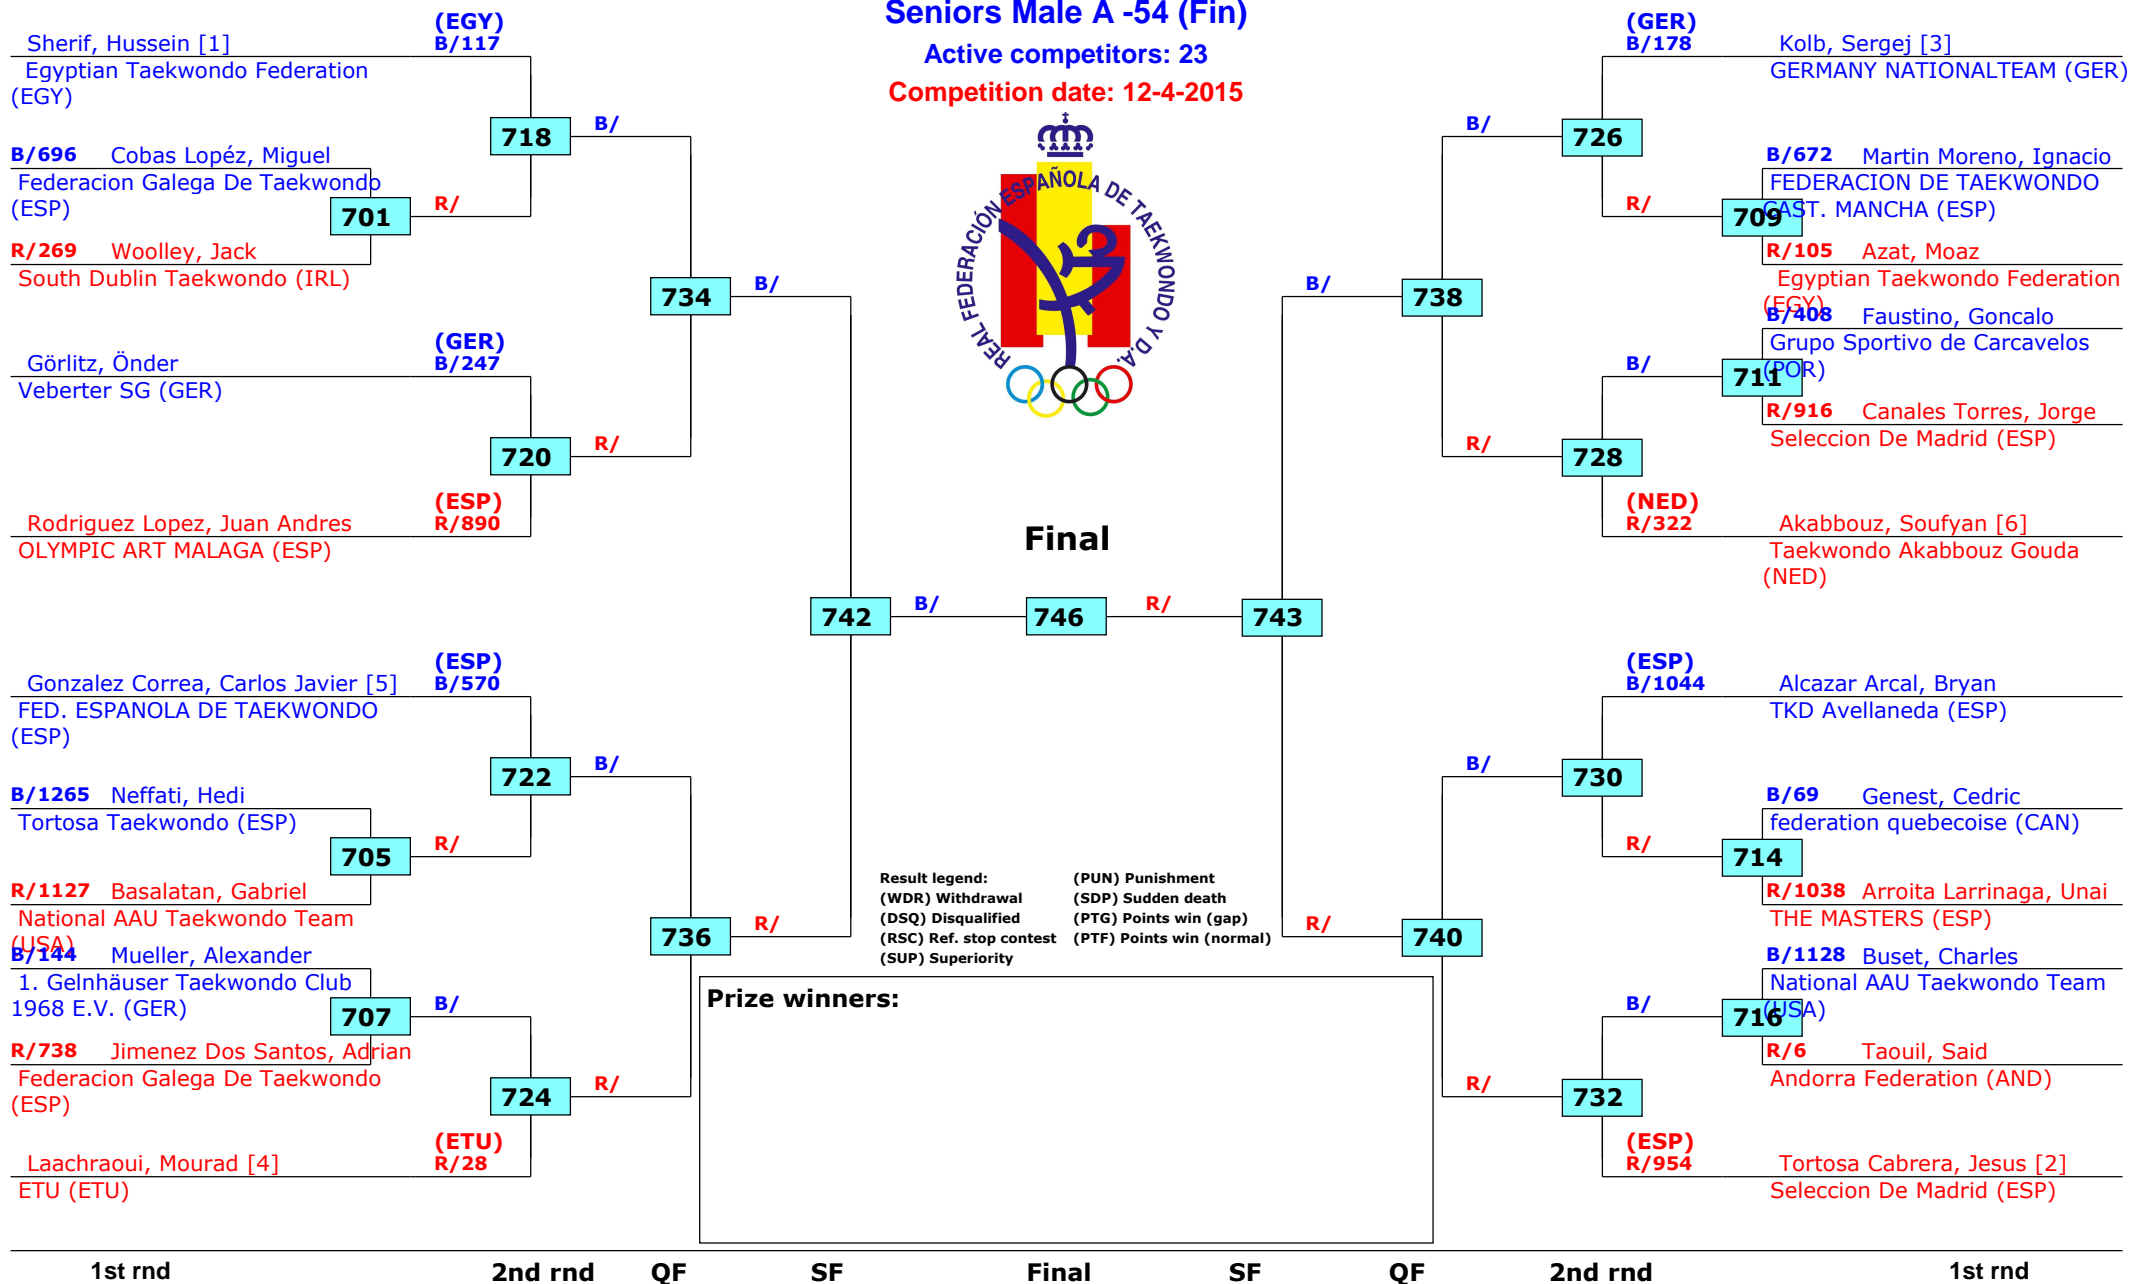 Seniors Male A -54 (Fin)
Active competitors: 23
Competition date: 12-4-2015
REAL FEDERACIÓN ESPAÑOLA DE TAEKWONDO Y D.A.
(EGY)
Sherif, Hussein [1] B/117
Egyptian Taekwondo Federation
(EGY)
718 B/
B/696 Cobas Lopéz, Miguel
Federacion Galega De Taekwondo
(ESP)
701 R/
R/269 Woolley, Jack
South Dublin Taekwondo (IRL)
734 B/
(GER)
Görlitz, Önder B/247
Veberter SG (GER)
720 R/
(ESP)
Rodriguez Lopez, Juan Andres R/890
OLYMPIC ART MALAGA (ESP)
742 B/
(ESP)
Gonzalez Correa, Carlos Javier [5] B/570
FED. ESPANOLA DE TAEKWONDO
(ESP)
722 B/
B/1265 Neffati, Hedi
Tortosa Taekwondo (ESP)
705 R/
R/1127 Basalatan, Gabriel
National AAU Taekwondo Team
(USA)
736 R/
B/144 Mueller, Alexander
1. Gelnhäuser Taekwondo Club
1968 E.V. (GER)
707 B/
R/738 Jimenez Dos Santos, Adrian
Federacion Galega De Taekwondo
(ESP)
724 R/
(ETU)
Laachraoui, Mourad [4] R/28
ETU (ETU)
Final
746
(GER)
B/178 Kolb, Sergej [3]
GERMANY NATIONALTEAM (GER)
B/ 726
B/672 Martin Moreno, Ignacio
FEDERACION DE TAEKWONDO
CAST. MANCHA (ESP)
R/ 709
R/105 Azat, Moaz
Egyptian Taekwondo Federation
(EGY)
B/ 738
B/408 Faustino, Goncalo
Grupo Sportivo de Carcavelos
(POR)
B/ 711
R/916 Canales Torres, Jorge
Seleccion De Madrid (ESP)
R/ 728
(NED)
R/322 Akabbouz, Soufyan [6]
Taekwondo Akabbouz Gouda
(NED)
R/ 743
(ESP)
B/1044 Alcazar Arcal, Bryan
TKD Avellaneda (ESP)
B/ 730
B/69 Genest, Cedric
federation quebecoise (CAN)
R/ 714
R/1038 Arroita Larrinaga, Unai
THE MASTERS (ESP)
R/ 740
B/1128 Buset, Charles
National AAU Taekwondo Team
(USA)
B/ 716
R/6 Taouil, Said
Andorra Federation (AND)
R/ 732
(ESP)
R/954 Tortosa Cabrera, Jesus [2]
Seleccion De Madrid (ESP)
Result legend: (PUN) Punishment
(WDR) Withdrawal (SDP) Sudden death
(DSQ) Disqualified (PTG) Points win (gap)
(RSC) Ref. stop contest (PTF) Points win (normal)
(SUP) Superiority
Prize winners:
1st rnd 2nd rnd QF SF Final SF QF 2nd rnd 1st rnd